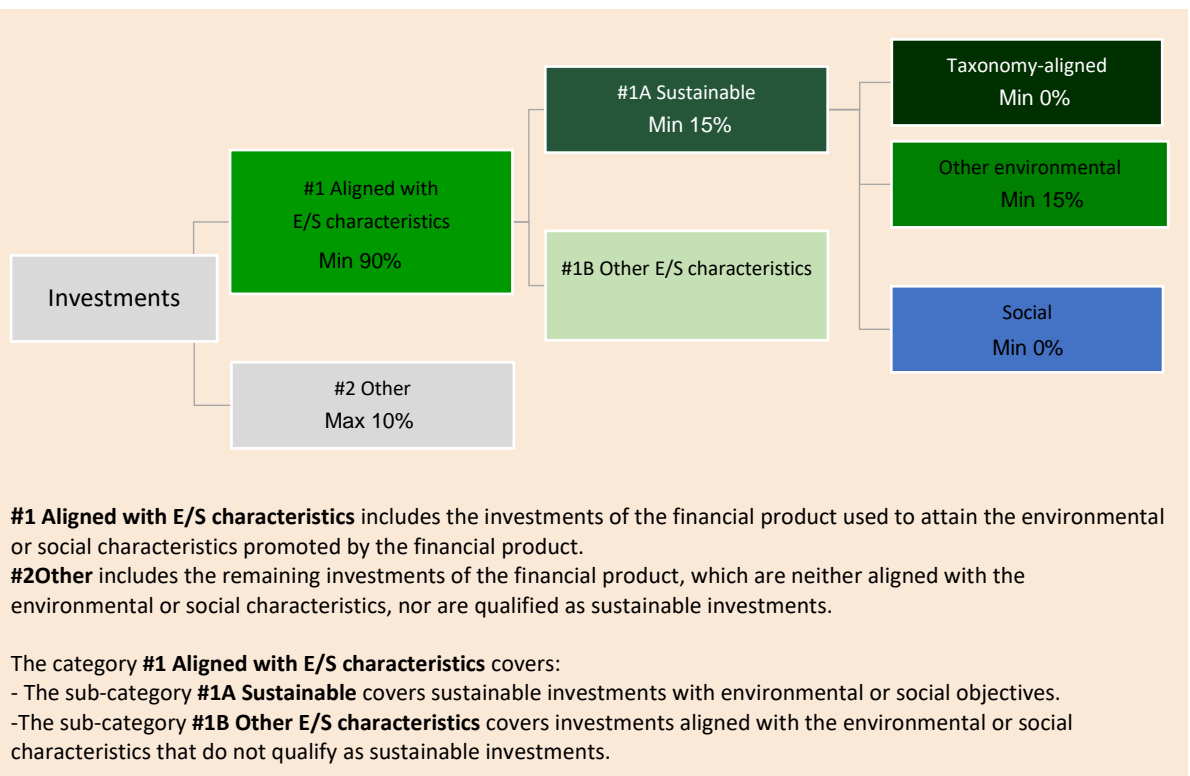 Investments
#1 Aligned with
E/S characteristics
Min 90%
#2 Other
Max 10%
#1A Sustainable
Min 15%
#1B Other E/S characteristics
Taxonomy-aligned
Min 0%
Other environmental
Min 15%
Social
Min 0%
#1 Aligned with E/S characteristics includes the investments of the financial product used to attain the environmental
or social characteristics promoted by the financial product.
#2Other includes the remaining investments of the financial product, which are neither aligned with the
environmental or social characteristics, nor are qualified as sustainable investments.
The category #1 Aligned with E/S characteristics covers:
- The sub-category #1A Sustainable covers sustainable investments with environmental or social objectives.
-The sub-category #1B Other E/S characteristics covers investments aligned with the environmental or social
characteristics that do not qualify as sustainable investments.